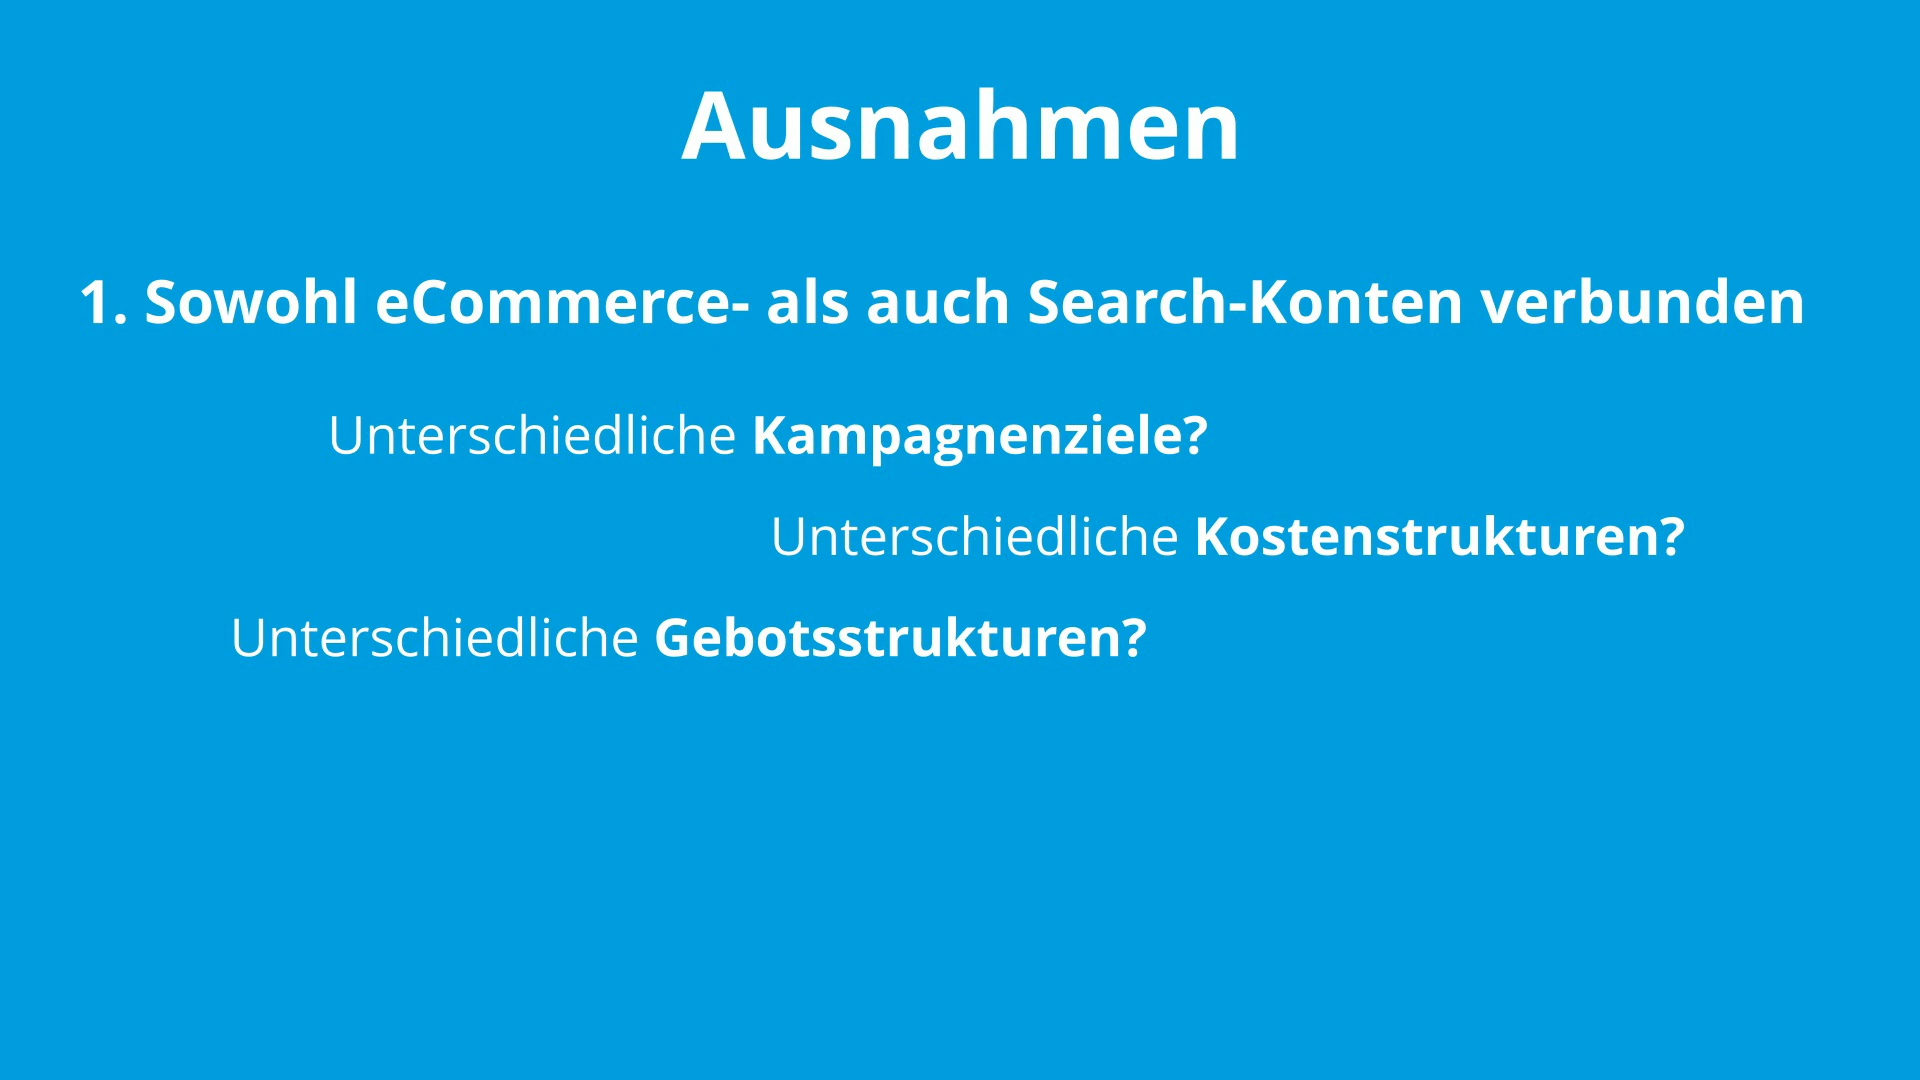 Ausnahmen
1. Sowohl eCommerce- als auch Search-Konten verbunden
Unterschiedliche Kampagnenziele?
Unterschiedliche Kostenstrukturen?
Unterschiedliche Gebotsstrukturen?